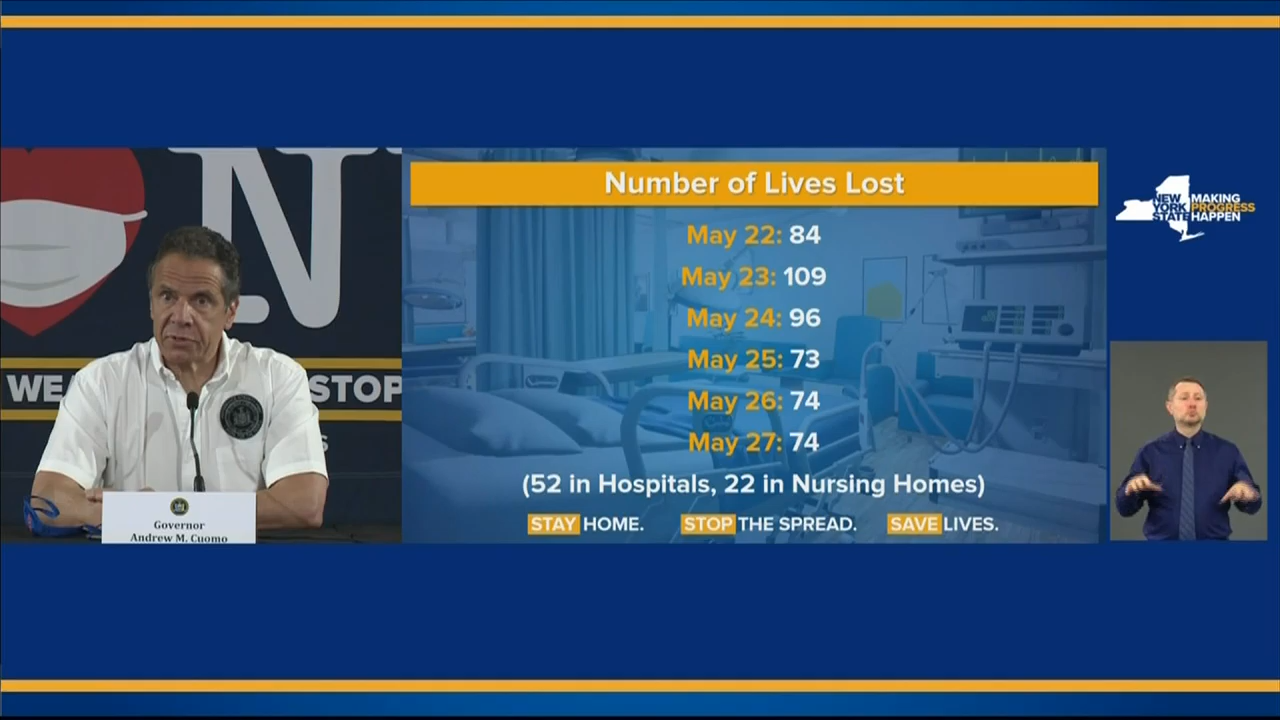 N
WEA
STOP
S
Governor
Andrew M. Cuomo
Number of Lives Lost
May 22: 84
May 23: 109
May 24: 96
May 25: 73
May 26: 74
May 27: 74
(52 in Hospitals, 22 in Nursing Homes)
STAY HOME. STOP THE SPREAD. SAVE LIVES.
NEW
YORK
STATE
MAKING
PROGRESS
HAPPEN